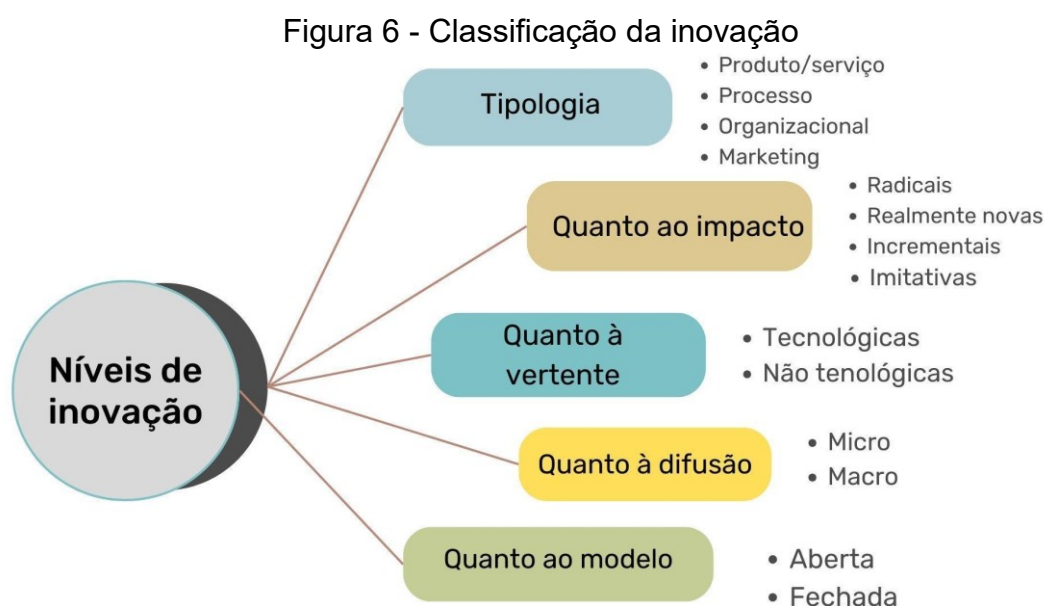 Figura 6 - Classificação da inovação
Tipologia
• Produto/serviço
• Processo
• Organizacional
• Marketing
Quanto ao impacto
• Radicais
• Realmente novas
• Incrementais
• Imitativas
Níveis de
inovação
Quanto à
vertente
• Tecnológicas
• Não tenológicas
Quanto à difusão
• Micro
• Macro
Quanto ao modelo
• Aberta
• Fechada